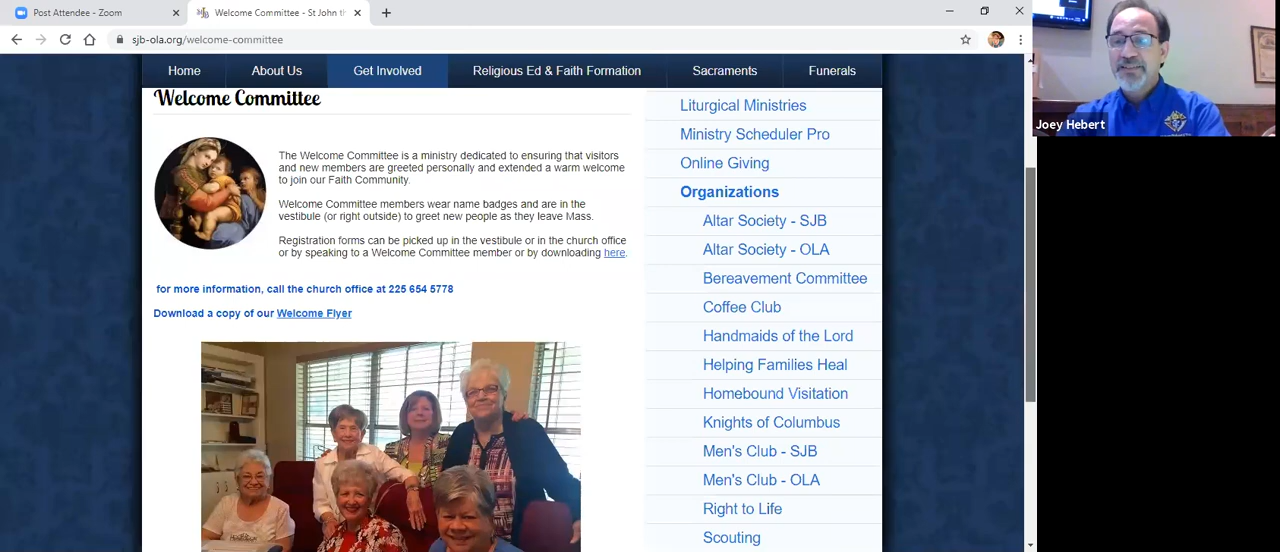 Post Attendee - Zoom
Welcome Committee - St John th
sjb-ola.org/welcome-committee
Home
About Us
Get Involved
Religious Ed & Faith Formation
Sacraments
Funerals
Welcome Committee
The Welcome Committee is a ministry dedicated to ensuring that visitors
and new members are greeted personally and extended a warm welcome
to join our Faith Community.
Welcome Committee members wear name badges and are in the
vestibule (or right outside) to greet new people as they leave Mass.
Registration forms can be picked up in the vestibule or in the church office
or by speaking to a Welcome Committee member or by downloading here.
for more information, call the church office at 225 654 5778
Download a copy of our Welcome Flyer
Liturgical Ministries
Ministry Scheduler Pro
Online Giving
Organizations
Altar Society - SJB
Altar Society - OLA
Bereavement Committee
Coffee Club
Handmaids of the Lord
Helping Families Heal
Homebound Visitation
Knights of Columbus
Men's Club - SJB
Men's Club - OLA
Right to Life
Scouting
Joey Hebert